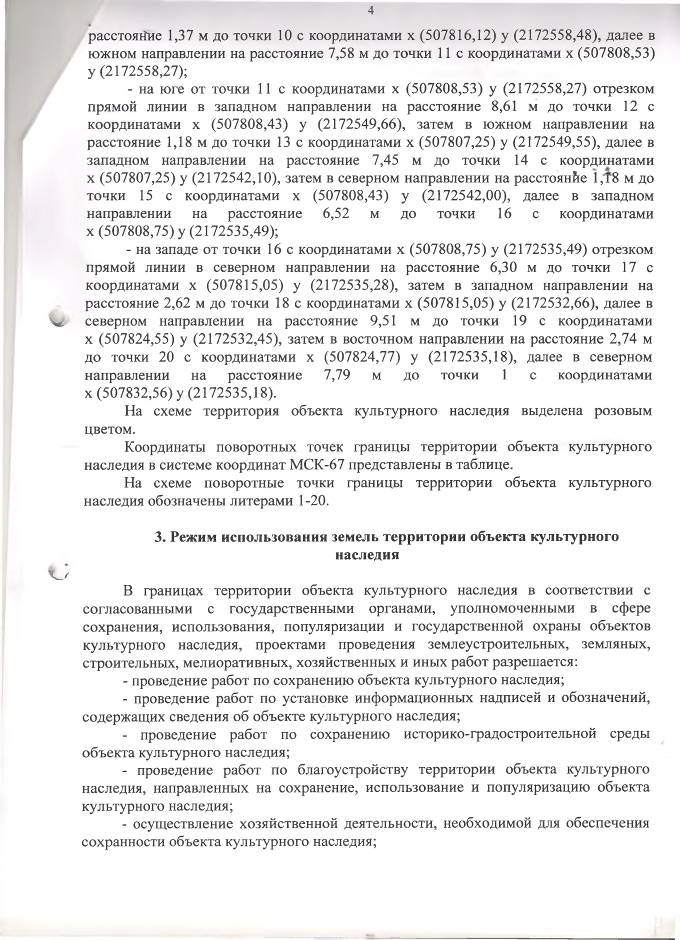 4
расстояние 1,37 м до точки 10 с координатами х (507816,12) у (2172558,48), далее в
южном направлении на расстояние 7,58 м до точки 11 с координатами х (507808,53)
у (2172558,27);
- на юге от точки 11 с координатами х (507808,53) у (2172558,27) отрезком
прямой линии в западном направлении на расстояние 8,61 м до точки 12 с
координатами х (507808,43) у (2172549,66), затем в южном направлении на
расстояние 1,18 м до точки 13 с координатами х (507807,25) у (2172549,55), далее в
западном направлении на расстояние 7,45 м до точки 14 с координатами
х (507807,25) у (2172542,10), затем в северном направлении на расстояние 1,18 м до
точки 15 с координатами х (507808,43) у (2172542,00), далее в западном
направлении на расстояние 6,52 м до точки 16 с координатами
х (507808,75) у (2172535,49);
- на западе от точки 16 с координатами х (507808,75) у (2172535,49) отрезком
прямой линии в северном направлении на расстояние 6,30 м до точки 17 с
координатами х (507815,05) у (2172535,28), затем в западном направлении на
расстояние 2,62 м до точки 18 с координатами х (507815,05) у (2172532,66), далее в
северном направлении на расстояние 9,51 м до точки 19 с координатами
х (507824,55) у (2172532,45), затем в восточном направлении на расстояние 2,74 м
до точки 20 с координатами х (507824,77) у (2172535,18), далее в северном
направлении на расстояние 7,79 м до точки 1 с координатами
х (507832,56) у (2172535,18).
На схеме территория объекта культурного наследия выделена розовым
цветом.
Координаты поворотных точек границы территории объекта культурного
наследия в системе координат МСК-67 представлены в таблице.
На схеме поворотные точки границы территории объекта культурного
наследия обозначены литерами 1-20.
3. Режим использования земель территории объекта культурного
наследия
В границах территории объекта культурного наследия в соответствии с
согласованными с государственными органами, уполномоченными в сфере
сохранения, использования, популяризации и государственной охраны объектов
культурного наследия, проектами проведения землеустроительных, земляных,
строительных, мелиоративных, хозяйственных и иных работ разрешается:
- проведение работ по сохранению объекта культурного наследия;
- проведение работ по установке информационных надписей и обозначений,
содержащих сведения об объекте культурного наследия;
- проведение работ по сохранению историко-градостроительной среды
объекта культурного наследия;
- проведение работ по благоустройству территории объекта культурного
наследия, направленных на сохранение, использование и популяризацию объекта
культурного наследия;
- осуществление хозяйственной деятельности, необходимой для обеспечения
сохранности объекта культурного наследия;